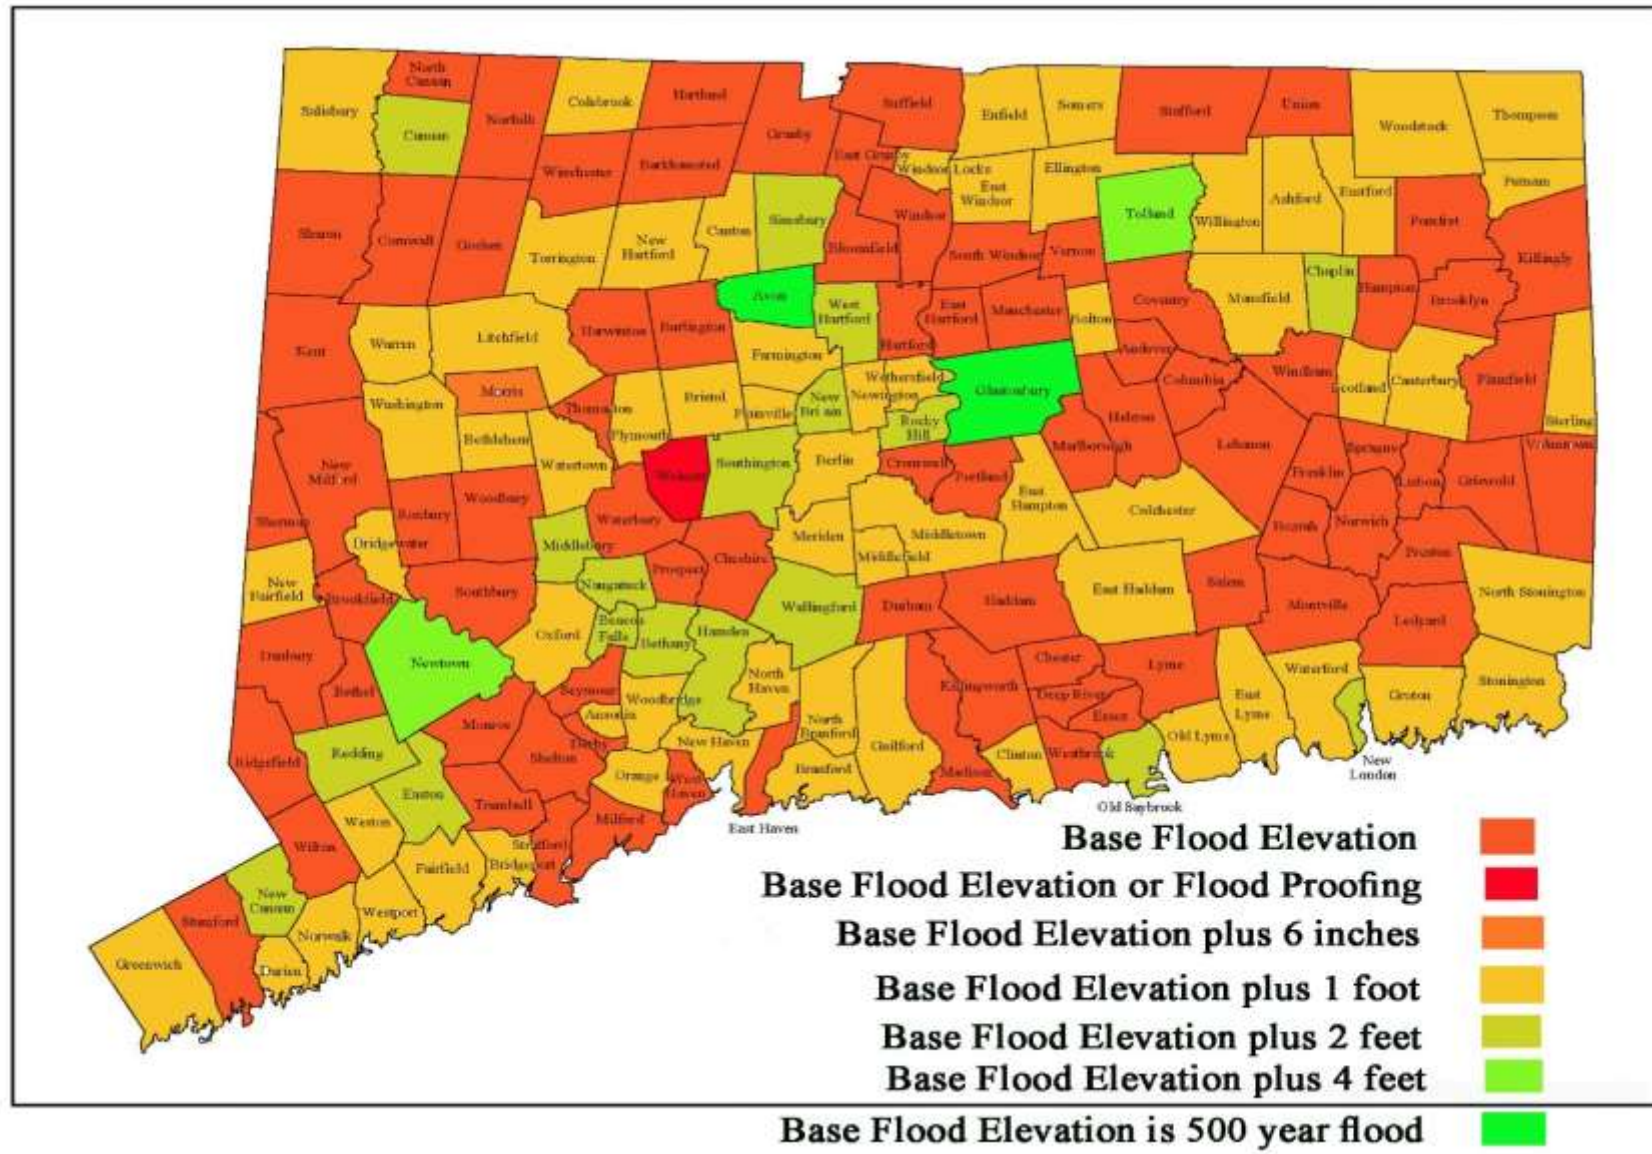 North
Canaan
Salisbury
Canaan
Norfolk
Colebrook
Hartland
Granby
Suffield
Enfield
Somers
Stafford
Union
Woodstock
Thompson
Winchester
Barkhamsted
East Granby
Windsor Locks
East
Windsor
Ellington
Tolland
Willington
Ashford
Eastford
Putnam
Pomfret
Killingly
Sharon
Cornwall
Goshen
Torrington
New
Hartford
Canton
Simsbury
Bloomfield
Windsor
South Windsor
Vernon
Kent
Warren
Litchfield
Harwinton
Burlington
Avon
West
Hartford
Hartford
East
Hartford
Manchester
Bolton
Coventry
Mansfield
Chaplin
Hampton
Brooklyn
Washington
Morris
Thomaston
Plymouth
Bristol
Farmington
Plainville
New
Britain
Newington
Wethersfield
Rocky
Hill
Glastonbury
Andover
Columbia
Hebron
Windham
Scotland
Canterbury
Plainfield
Sterling
New
Milford
Sherman
Bethlehem
Watertown
Wolcott
Southington
Berlin
Cromwell
Portland
Marlborough
East
Hampton
Lebanon
Franklin
Sprague
Lisbon
Griswold
Voluntown
Roxbury
Woodbury
Bridgewater
Middlebury
Waterbury
Cheshire
Meriden
Middlefield
Middletown
Colchester
Bozrah
Norwich
Preston
New
Fairfield
Brookfield
Southbury
Naugatuck
Prospect
Wallingford
Durham
Haddam
East Haddam
Salem
Montville
Ledyard
North Stonington
Danbury
Bethel
Newtown
Oxford
Beacon
Falls
Bethany
Hamden
North
Haven
Seymour
Ansonia
Woodbridge
Derby
Monroe
Shelton
Orange
New Haven
West
Haven
North
Branford
Branford
Guilford
Madison
Killingworth
Chester
Deep River
Essex
Clinton
Westbrook
Lyme
Old Lyme
East
Lyme
Waterford
Groton
Stonington
New
London
Old Saybrook
East Haven
Ridgefield
Redding
Easton
Trumbull
Weston
Milford
Stratford
Bridgeport
Fairfield
Wilton
New
Canaan
Stamford
Norwalk
Westport
Darien
Greenwich
Base Flood Elevation
Base Flood Elevation or Flood Proofing
Base Flood Elevation plus 6 inches
Base Flood Elevation plus 1 foot
Base Flood Elevation plus 2 feet
Base Flood Elevation plus 4 feet
Base Flood Elevation is 500 year flood